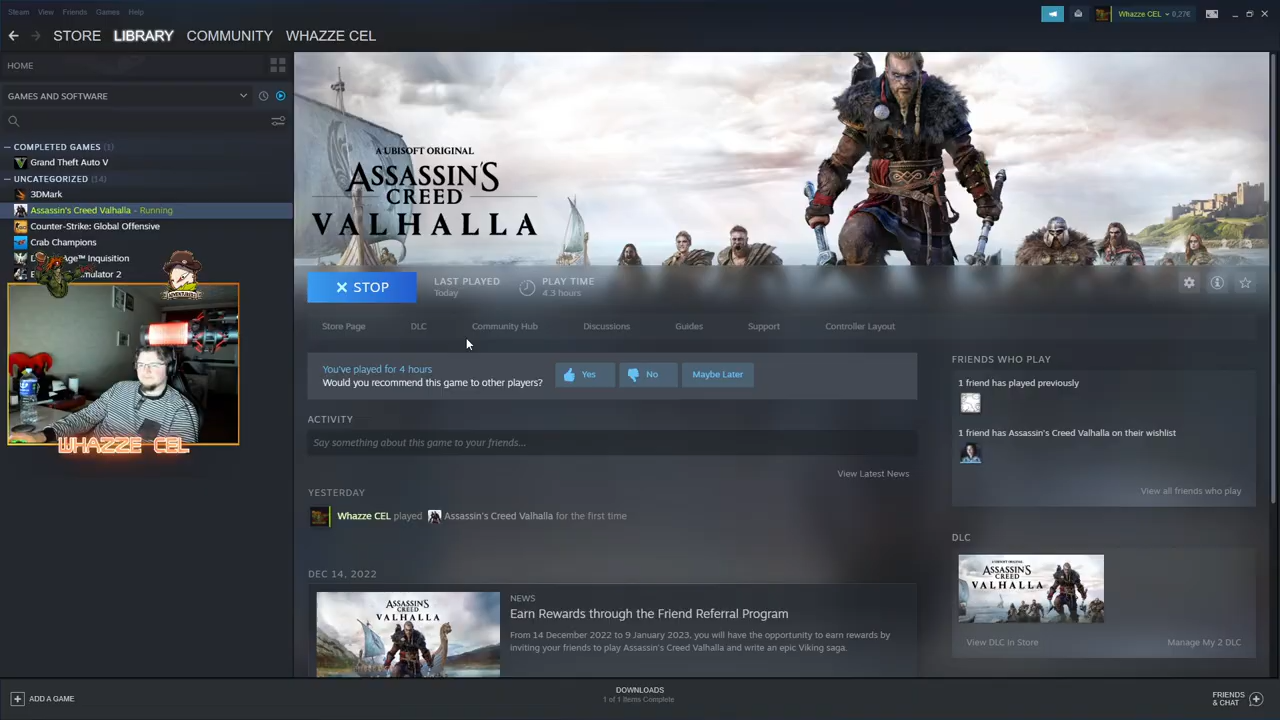 Steam View Friends Games Help
Whazze CEL 0,27€
STORE LIBRARY COMMUNITY WHAZZE CEL
HOME
GAMES AND SOFTWARE
COMPLETED GAMES (1)
Grand Theft Auto V
UNCATEGORIZED (14)
3DMark
Assassin's Creed Valhalla - Running
Counter-Strike: Global Offensive
Crab Champions
Age™ Inquisition
mulator 2
WHAZZE CEL
A UBISOFT ORIGINAL
ASSASSIN'S
CREED
VALHALLA
STOP
LAST PLAYED
Today
PLAY TIME
4.3 hours
Store Page DLC Community Hub Discussions Guides Support Controller Layout
You've played for 4 hours
Would you recommend this game to other players?
Yes No Maybe Later
ACTIVITY
Say something about this game to your friends...
View Latest News
YESTERDAY
Whazze CEL played Assassin's Creed Valhalla for the first time
DEC 14, 2022
ASSASSIN'S
CREED
VALHALLA
NEWS
Earn Rewards through the Friend Referral Program
From 14 December 2022 to 9 January 2023, you will have the opportunity to earn rewards by
inviting your friends to play Assassin's Creed Valhalla and write an epic Viking saga.
FRIENDS WHO PLAY
1 friend has played previously
1 friend has Assassin's Creed Valhalla on their wishlist
View all friends who play
DLC
ASSASSIN'S
CREED
VALHALLA
View DLC in Store Manage My 2 DLC
ADD A GAME
DOWNLOADS
1 of 1 Items Complete
FRIENDS
& CHAT